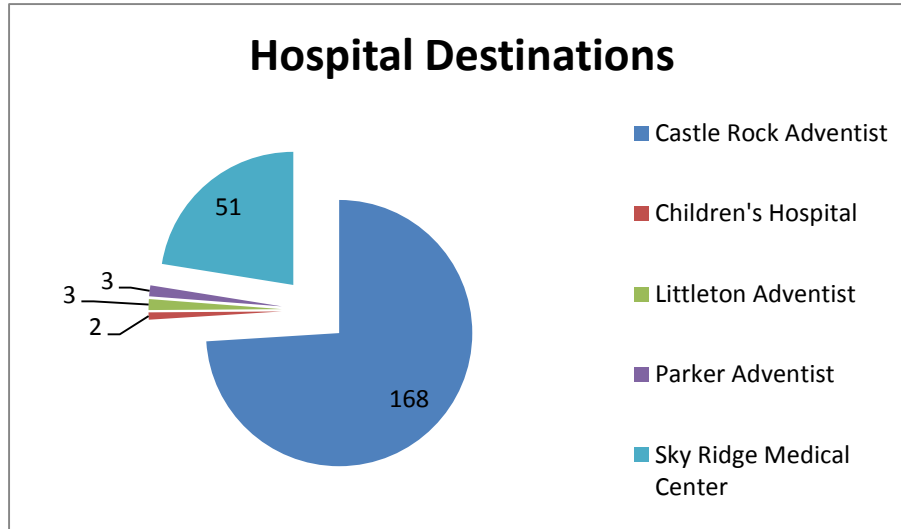 Hospital Destinations
51
3
3
2
168
Castle Rock Adventist
Children's Hospital
Littleton Adventist
Parker Adventist
Sky Ridge Medical
Center